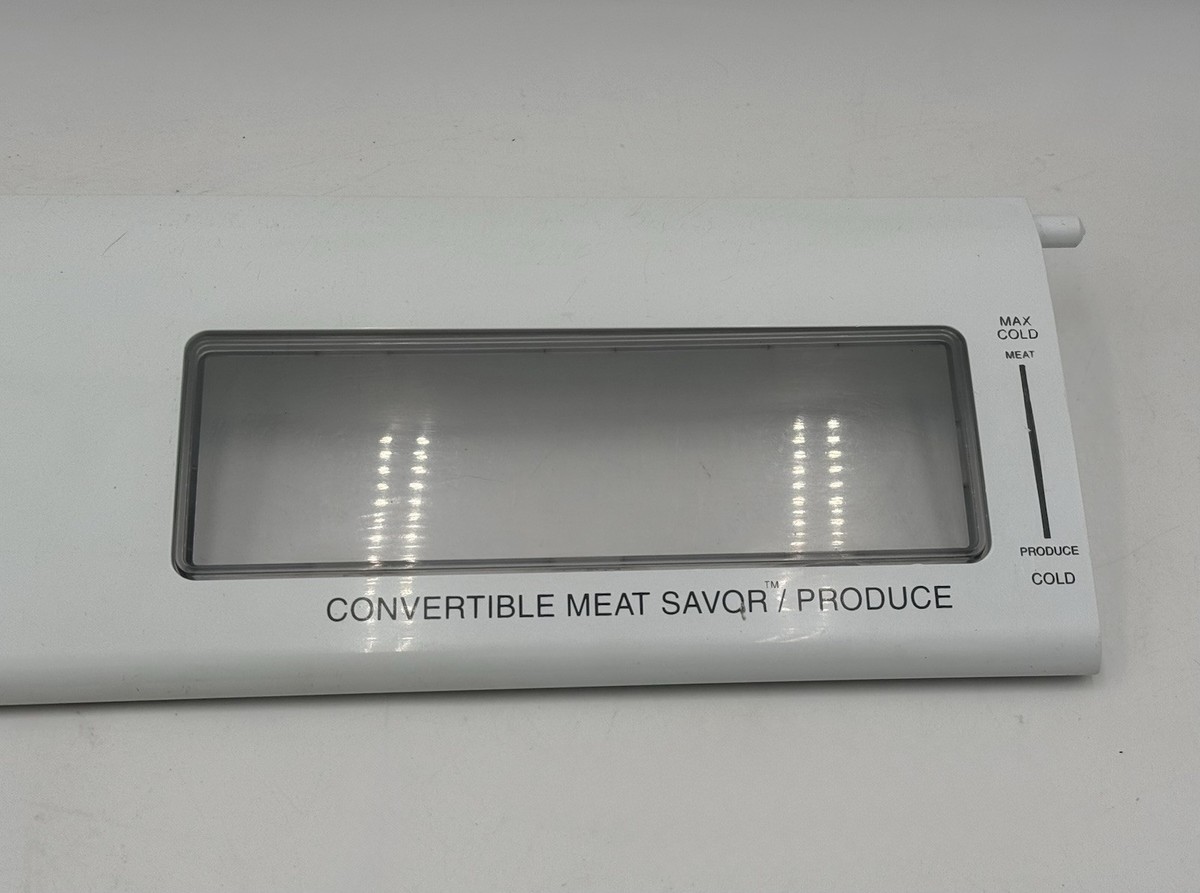 MAX
COLD
MEAT
PRODUCE
COLD
CONVERTIBLE MEAT SAVOR™/ PRODUCE